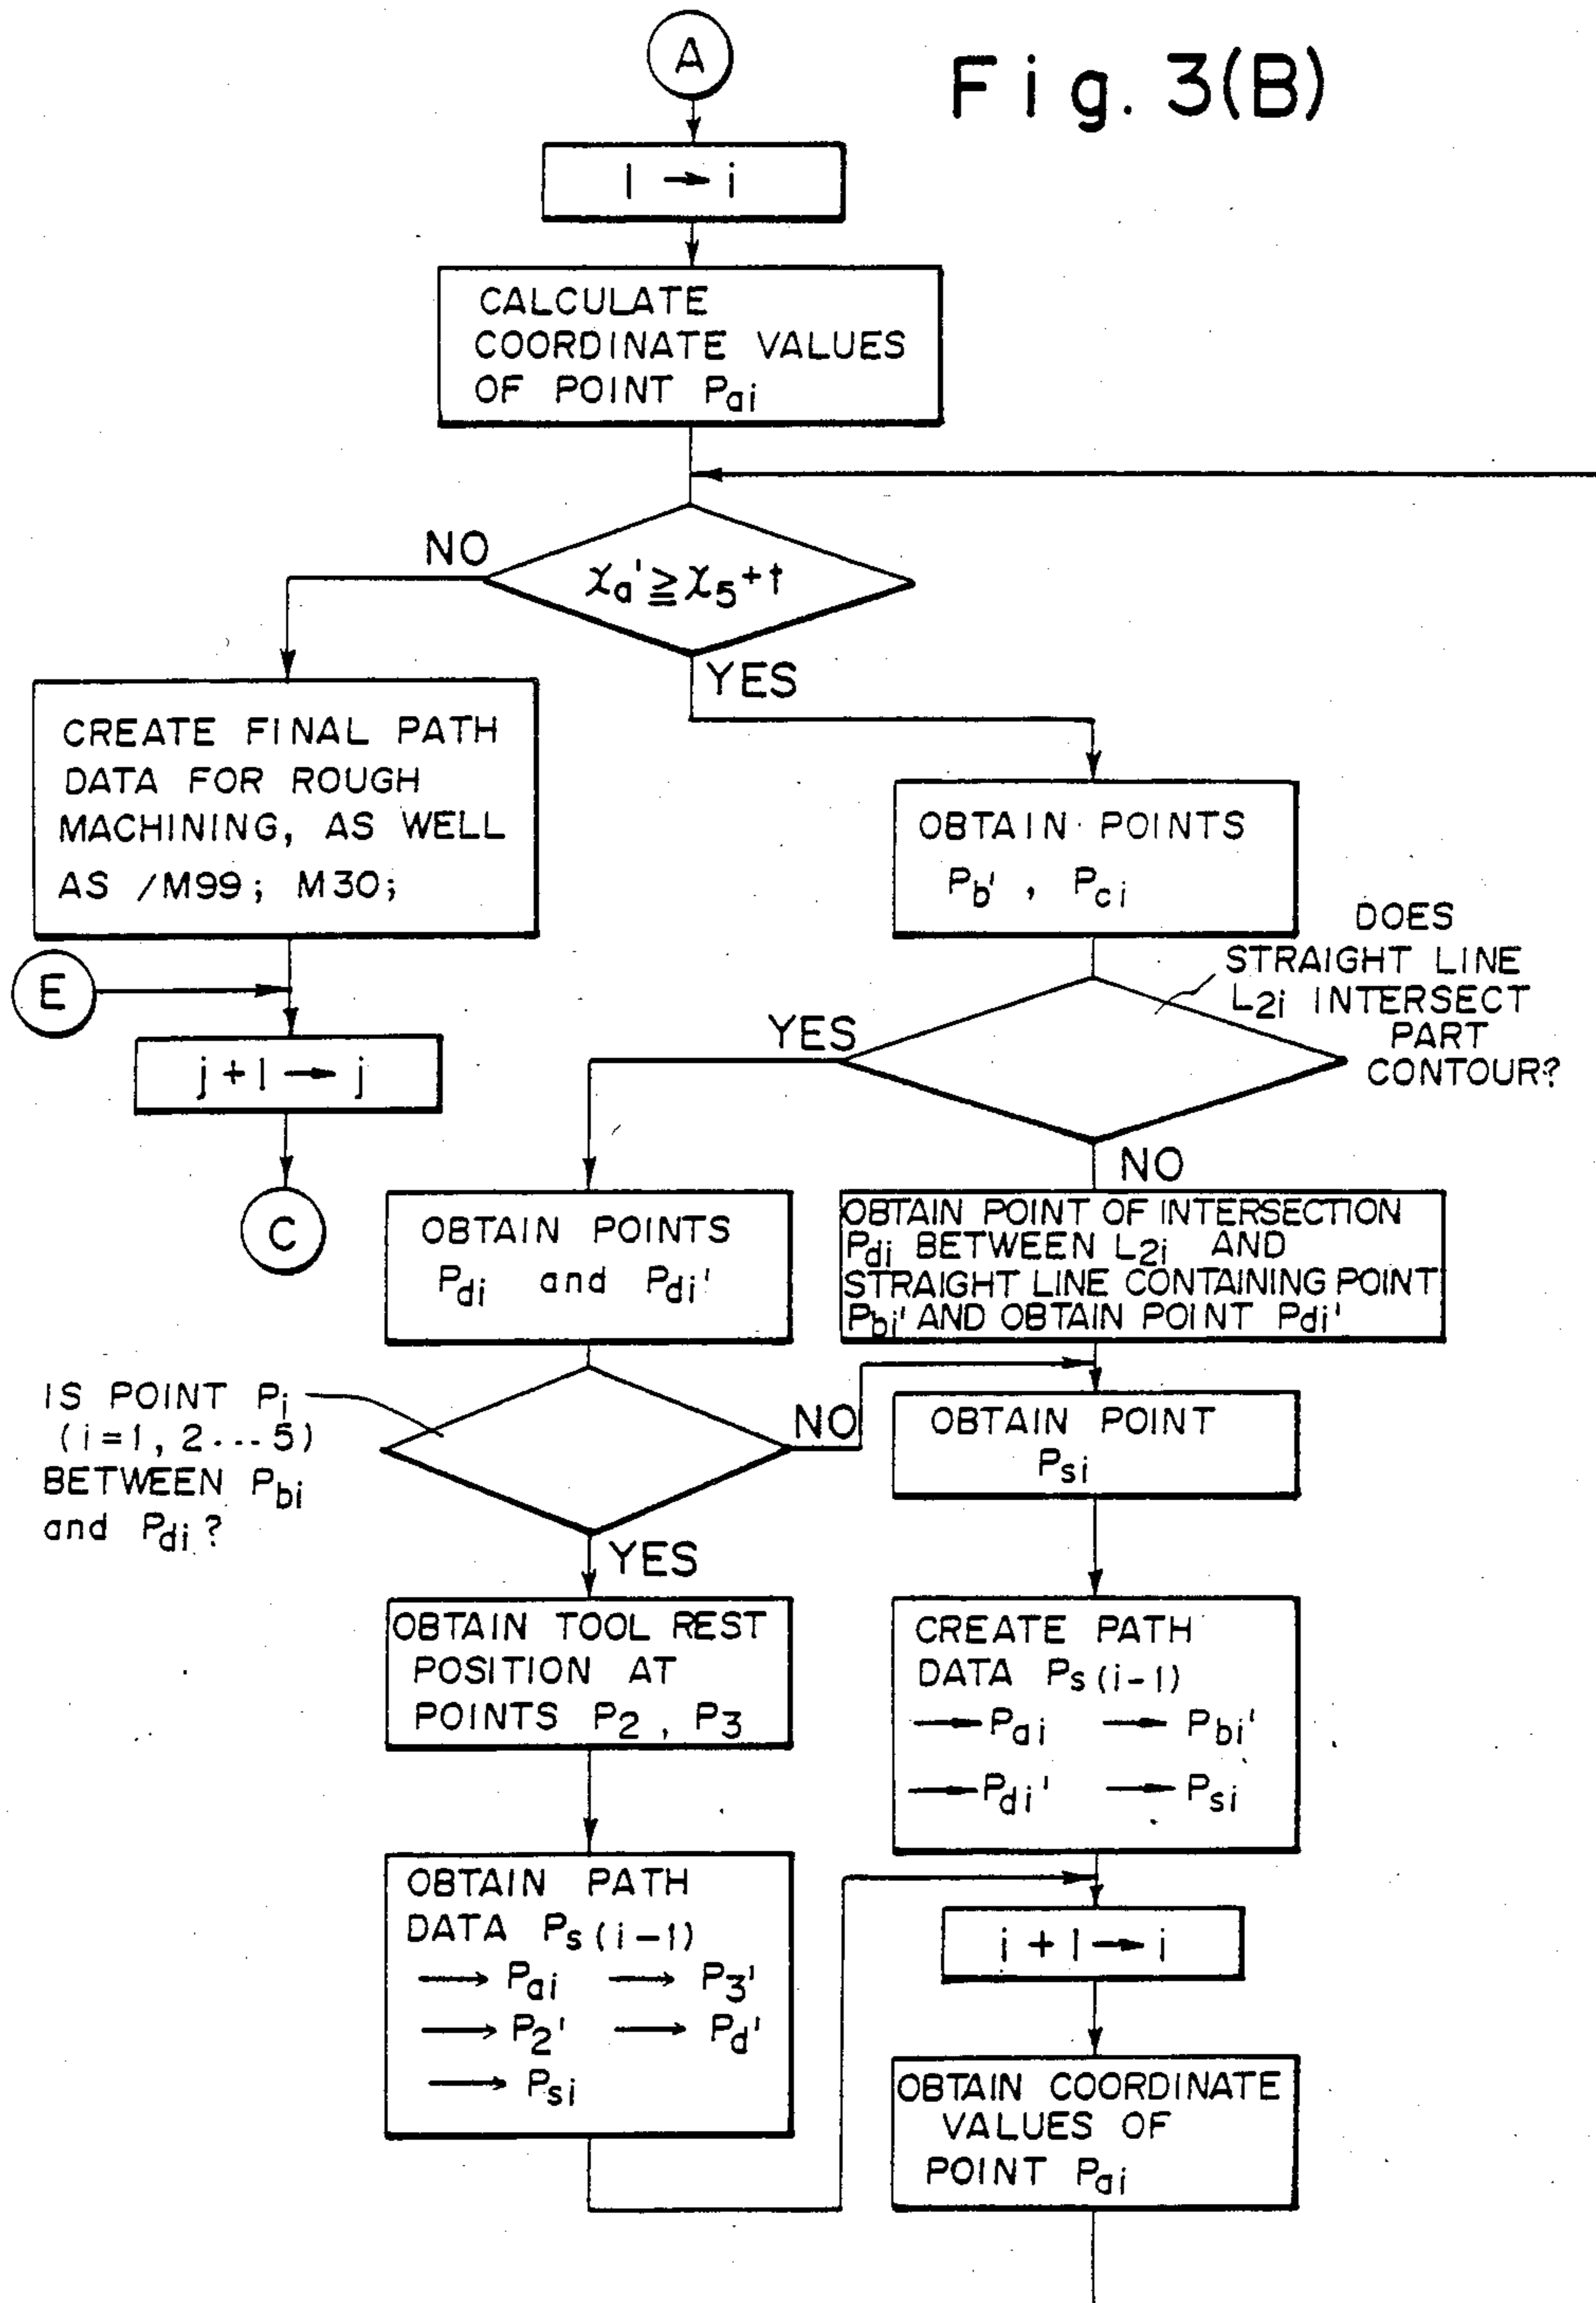 A
Fig. 3(B)
1 → i
CALCULATE
COORDINATE VALUES
OF POINT Pai
NO
χa' ≧ χ5 + t
YES
CREATE FINAL PATH
DATA FOR ROUGH
MACHINING, AS WELL
AS /M99; M30;
OBTAIN POINTS
Pb' , Pci
DOES
STRAIGHT LINE
L2i INTERSECT
PART
CONTOUR?
E
YES
j + 1 → j
NO
C
OBTAIN POINTS
Pdi and Pdi'
OBTAIN POINT OF INTERSECTION
Pdi BETWEEN L2i AND
STRAIGHT LINE CONTAINING POINT
Pbi' AND OBTAIN POINT Pdi'
IS POINT Pi
(i=1, 2---5)
BETWEEN Pbi
and Pdi?
NO
OBTAIN POINT
Psi
YES
OBTAIN TOOL REST
POSITION AT
POINTS P2, P3
CREATE PATH
DATA Ps(i-1)
→ Pai → Pbi'
→ Pdi' → Psi
OBTAIN PATH
DATA Ps(i-1)
→ Pai → P3'
→ P2' → Pd'
→ Psi
i + 1 → i
OBTAIN COORDINATE
VALUES OF
POINT Pai